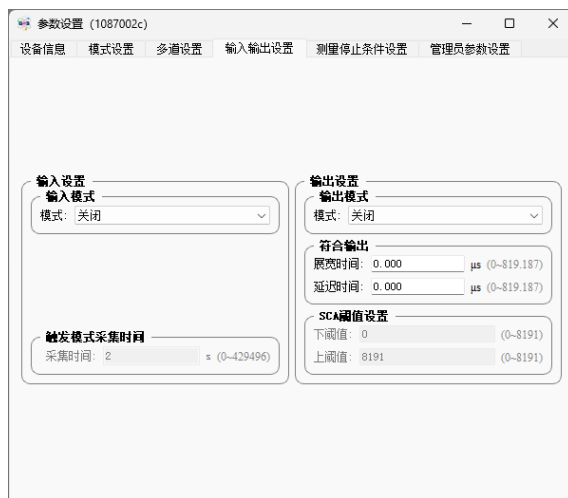 参数设置 (1087002c)
设备信息 模式设置 多道设置 输入输出设置 测量停止条件设置 管理员参数设置
输入设置
输入模式
模式: 关闭
触发模式采集时间
采集时间: 2 s (0~429496)
输出设置
输出模式
模式: 关闭
符合输出
展宽时间: 0.000 μs (0~819.187)
延迟时间: 0.000 μs (0~819.187)
SCA阈值设置
下阈值: 0 (0~8191)
上阈值: 8191 (0~8191)